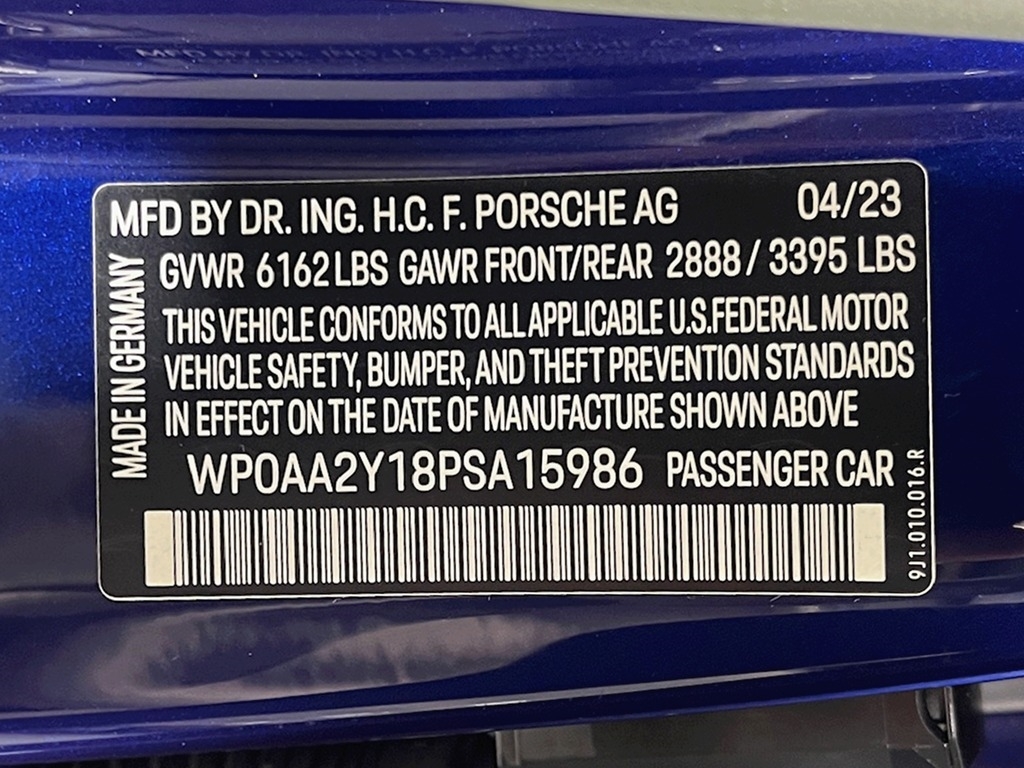 MFD BY DR. ING. H.C. F. PORSCHE AG 04/23
GVWR 6162 LBS GAWR FRONT/REAR 2888 / 3395 LBS
THIS VEHICLE CONFORMS TO ALL APPLICABLE U.S.FEDERAL MOTOR
VEHICLE SAFETY, BUMPER, AND THEFT PREVENTION STANDARDS
IN EFFECT ON THE DATE OF MANUFACTURE SHOWN ABOVE
WP0AA2Y18PSA15986 PASSENGER CAR
MADE IN GERMANY
9J1.010.016.R